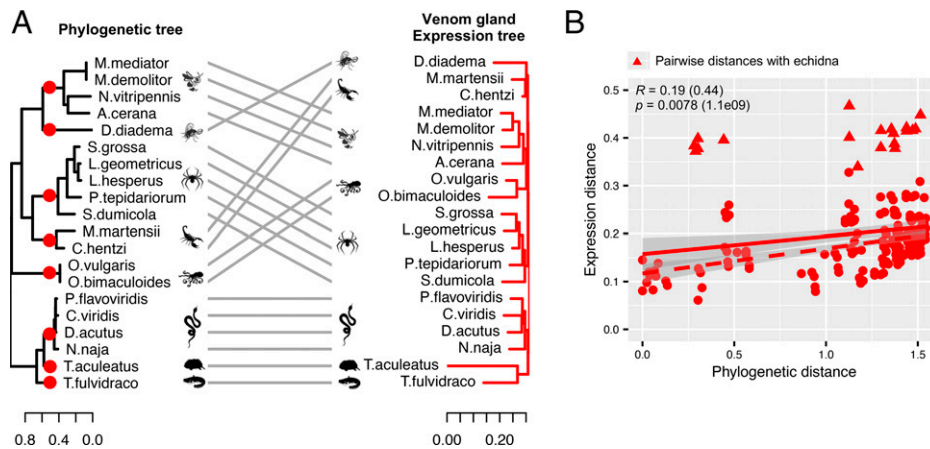 A
Phylogenetic tree
M.mediator
M.demolitor
N.vitripennis
A.cerana
D.diadema
S.grossa
L.geometricus
L.hesperus
P.tepidariorum
S.dumicola
M.martensii
C.hentzi
O.vulgaris
O.bimaculoides
P.flavoviridis
C.viridis
D.acutus
N.naja
T.aculeatus
T.fulvidraco
0.8 0.4 0.0
Venom gland
Expression tree
D.diadema
M.martensii
C.hentzi
M.mediator
M.demolitor
N.vitripennis
A.cerana
O.vulgaris
O.bimaculoides
S.grossa
L.geometricus
L.hesperus
P.tepidariorum
S.dumicola
P.flavoviridis
C.viridis
D.acutus
N.naja
T.aculeatus
T.fulvidraco
0.00 0.20
B
Pairwise distances with echidna
R = 0.19 (0.44)
p = 0.0078 (1.1e09)
Expression distance
0.5
0.4
0.3
0.2
0.1
0.0
0.0 0.5 1.0 1.5
Phylogenetic distance